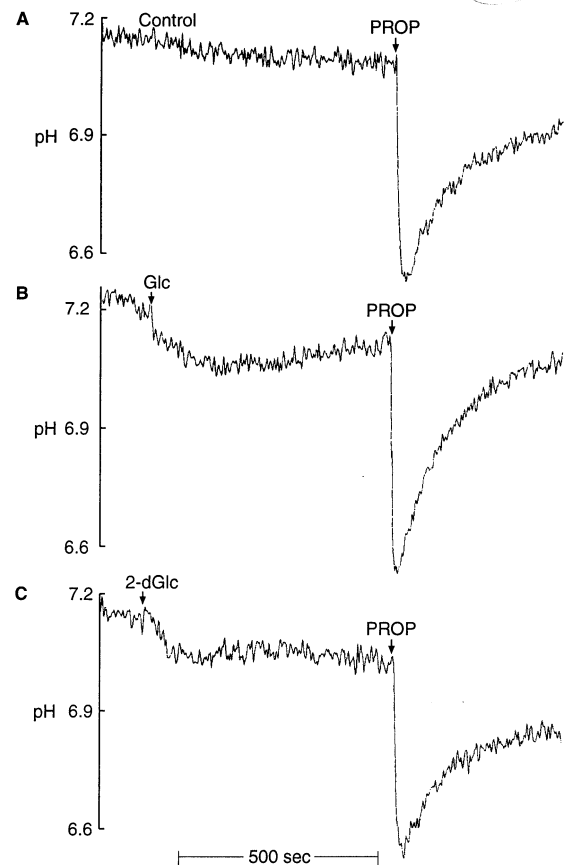 A
7.2
Control
PROP
pH 6.9
6.6
B
Glc
7.2
PROP
pH 6.9
6.6
C
2-dGlc
7.2
PROP
pH 6.9
6.6
500 sec